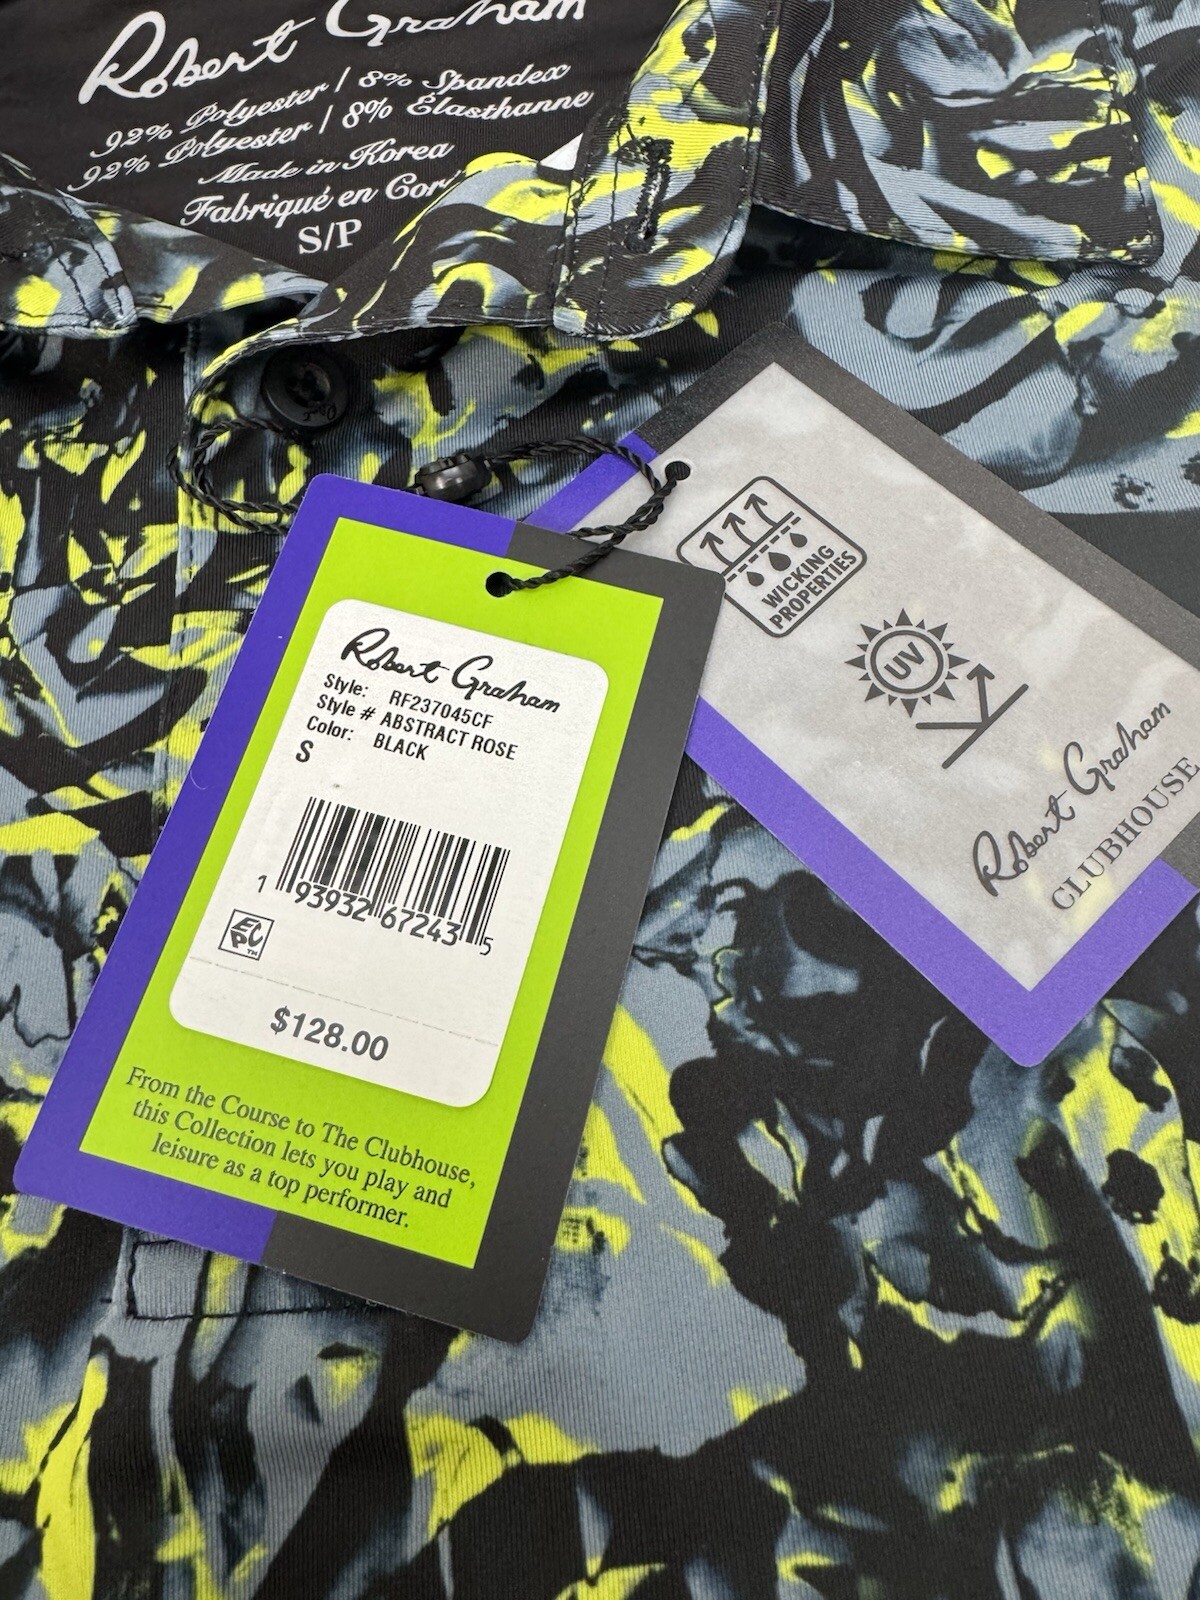 Robert Graham
92% Polyester / 8% Spandex
92% Polyester / 8% Élasthanne
Made in Korea
Fabriqué en
S/P
WICKING
PROPERTIES
UV
Robert Graham
CLUBHOUSE
Robert Graham
Style: RF237045CF
Style # ABSTRACT ROSE
Color: BLACK
S
1 93932 67243 5
ECPC™
$128.00
From the Course to The Clubhouse,
this Collection lets you play and
leisure as a top performer.